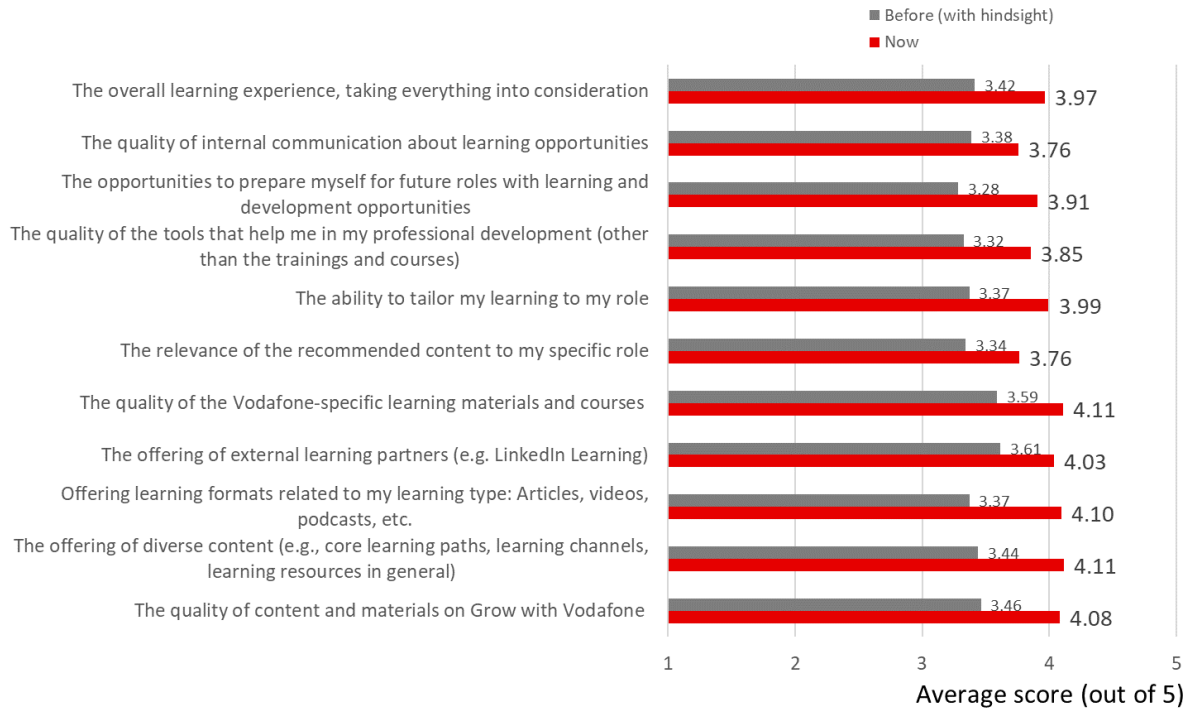 Before (with hindsight)
Now
The overall learning experience, taking everything into consideration
3.42
3.97
The quality of internal communication about learning opportunities
3.38
3.76
The opportunities to prepare myself for future roles with learning and
development opportunities
3.28
3.91
The quality of the tools that help me in my professional development (other
than the trainings and courses)
3.32
3.85
The ability to tailor my learning to my role
3.37
3.99
The relevance of the recommended content to my specific role
3.34
3.76
The quality of the Vodafone-specific learning materials and courses
3.59
4.11
The offering of external learning partners (e.g. LinkedIn Learning)
3.61
4.03
Offering learning formats related to my learning type: Articles, videos,
podcasts, etc.
3.37
4.10
The offering of diverse content (e.g., core learning paths, learning channels,
learning resources in general)
3.44
4.11
The quality of content and materials on Grow with Vodafone
3.46
4.08
1 2 3 4 5
Average score (out of 5)